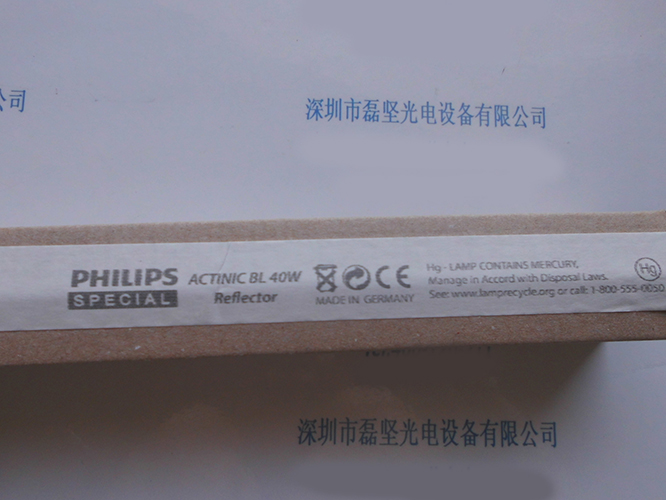 公司
深圳市磊坚光电设备有限公司
PHILIPS
SPECIAL
ACTINIC BL 40W
Reflector
CE
MADE IN GERMANY
Hg - LAMP CONTAINS MERCURY,
Manage in Accord with Disposal Laws.
See: www.lamprecycle.org or call: 1-800-555-0050
Hg
深圳市磊坚光电设备有限公司